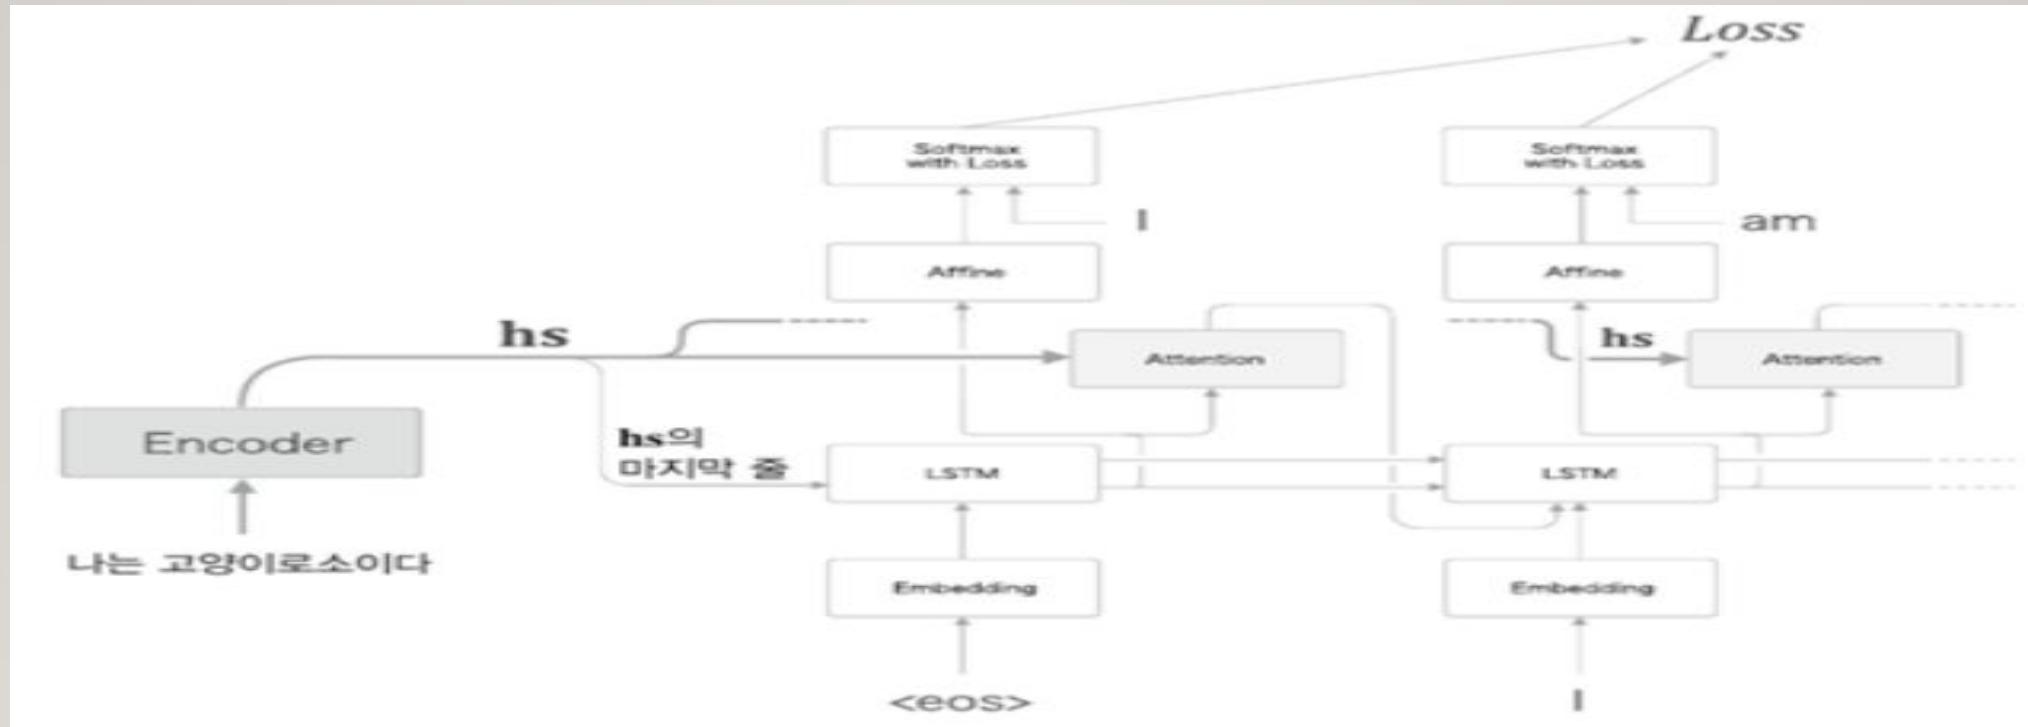 Loss
Softmax
with Loss
Softmax
with Loss
I
am
Affine
Affine
hs
hs
Attention
Attention
Encoder
hs의
마지막 줄
LSTM
LSTM
나는 고양이로소이다
Embedding
Embedding
<eos>
I